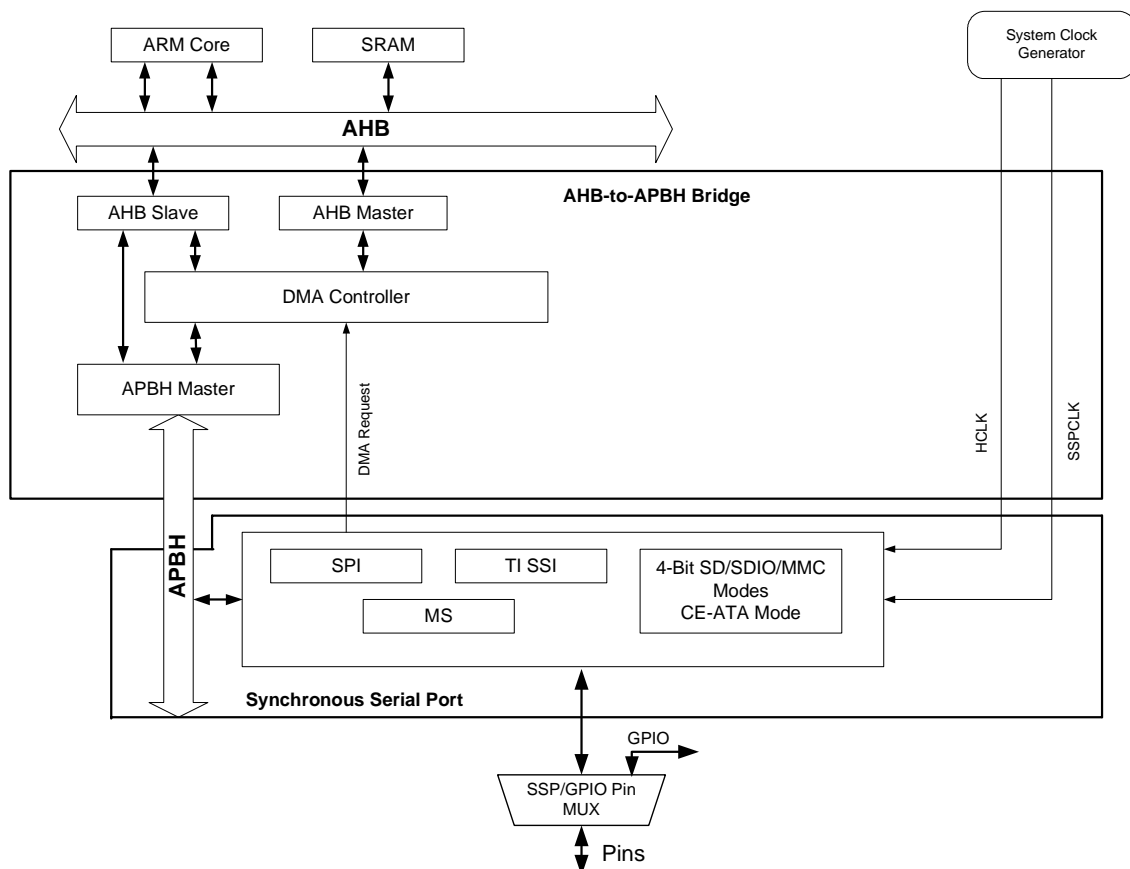 ARM Core
SRAM
System Clock
Generator
AHB
AHB-to-APBH Bridge
AHB Slave
AHB Master
DMA Controller
APBH Master
DMA Request
HCLK
SSPCLK
APBH
SPI
TI SSI
4-Bit SD/SDIO/MMC
Modes
CE-ATA Mode
MS
Synchronous Serial Port
GPIO
SSP/GPIO Pin
MUX
Pins